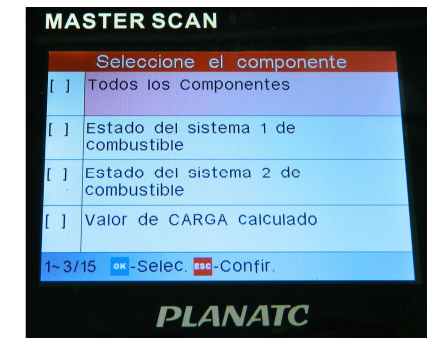 MASTER SCAN
Seleccione el componente
[ ] Todos los Componentes
[ ] Estado del sistema 1 de
combustible
[ ] Estado del sistema 2 de
combustible
[ ] Valor de CARGA calculado
1~3/15 OK-Selec. ESC-Confir.
PLANATC